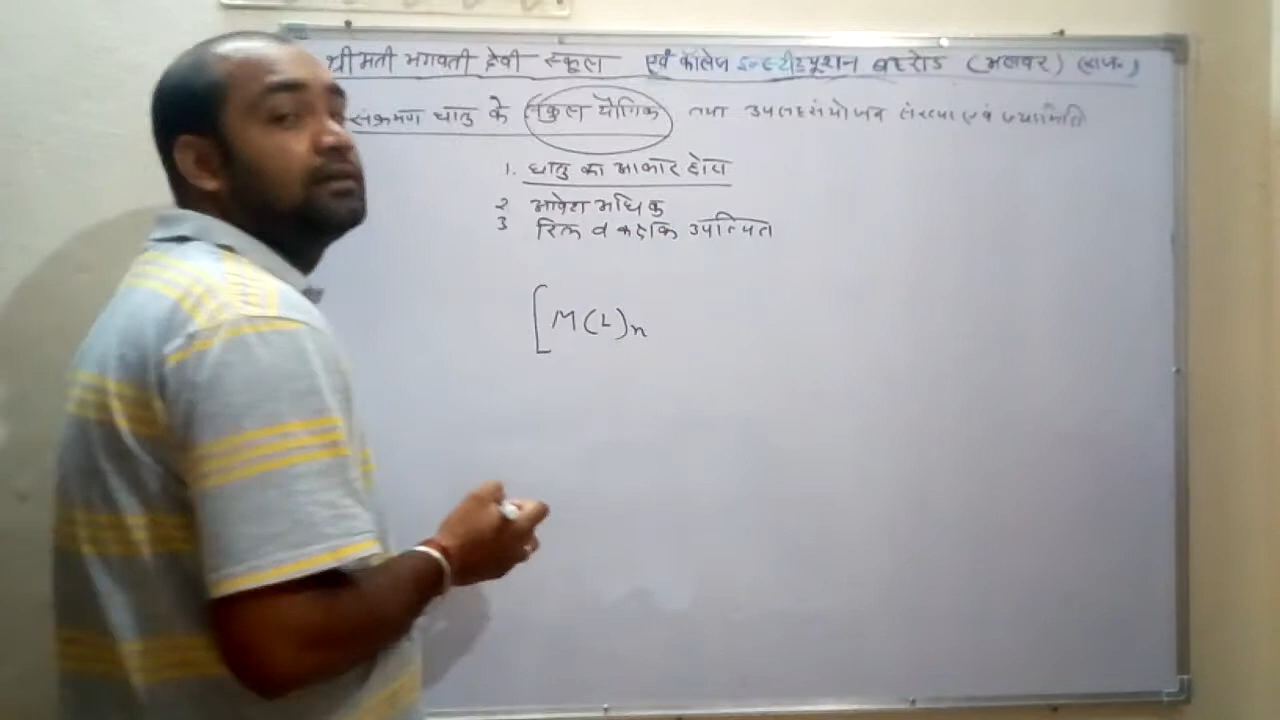 श्रीमती भगवती देवी स्कूल एवं कॉलेज इन्स्टीट्यूशन बहरोड (अलवर) (राज.)
संक्रमण धातु के संकुल यौगिक तथा उपसहसंयोजन संख्या एवं ज्यामिति
1. धातु का आकार छोटा
2 आवेश अधिक
3 रिक्त व कक्षक उपस्थित
[M(L)n